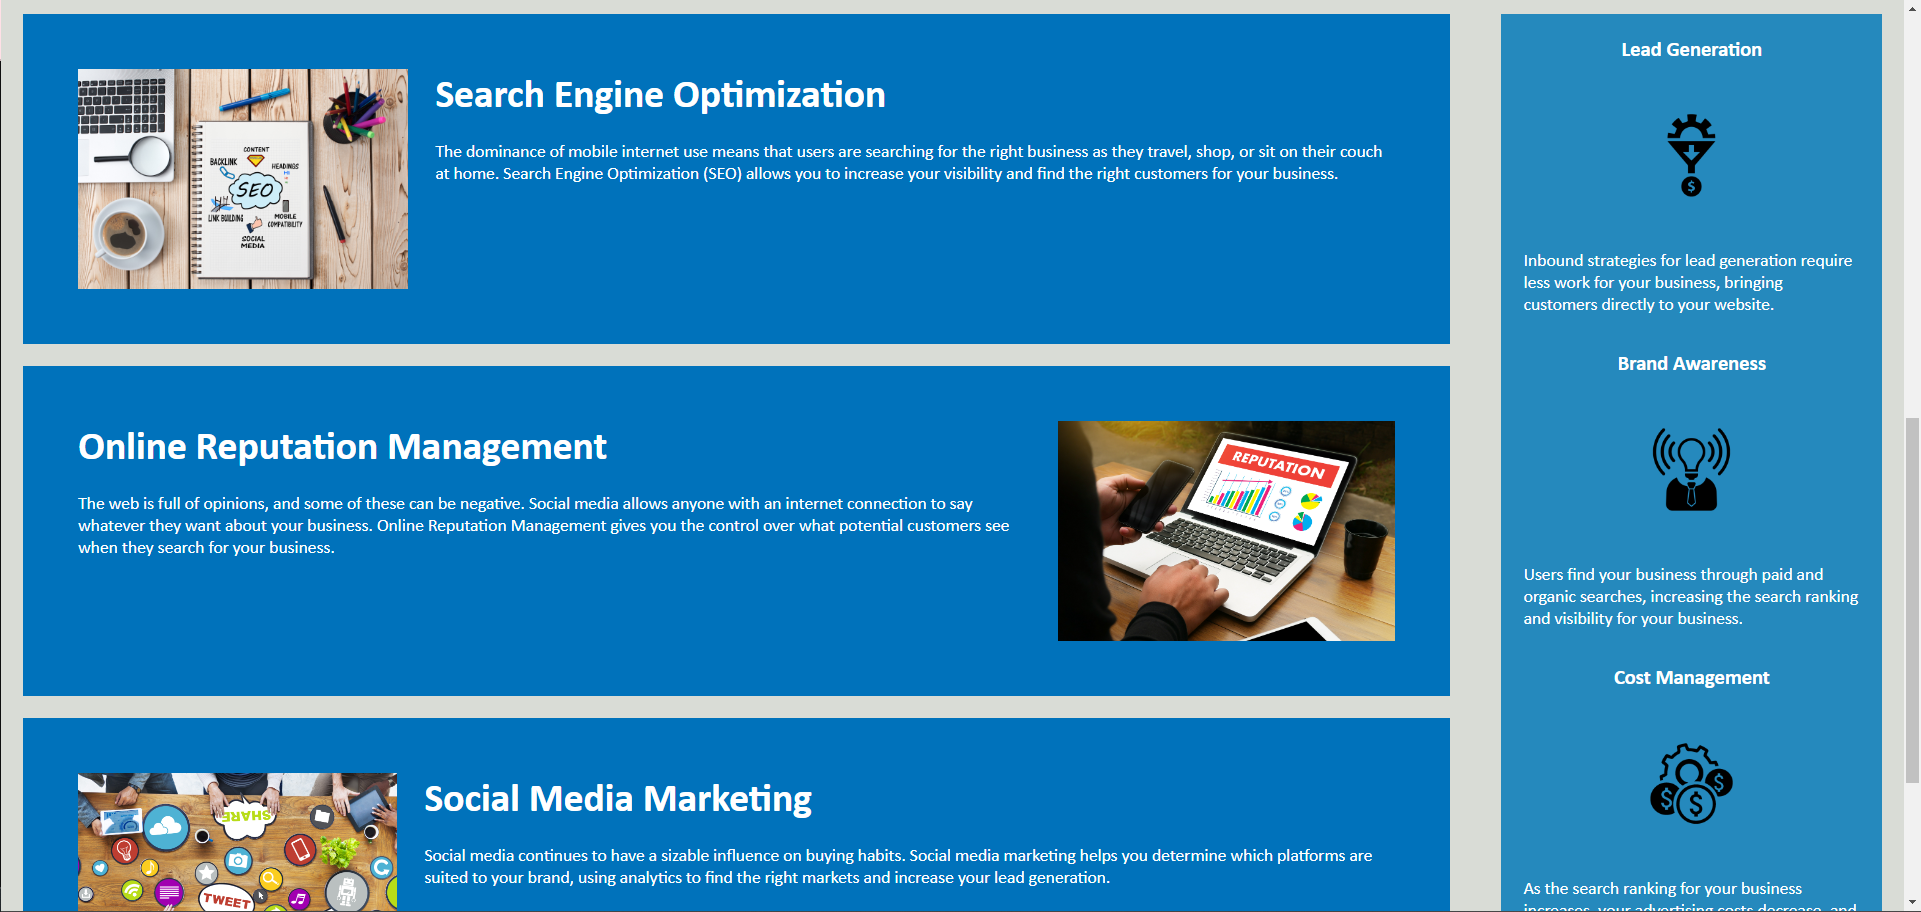 Search Engine Optimization
The dominance of mobile internet use means that users are searching for the right business as they travel, shop, or sit on their couch
at home. Search Engine Optimization (SEO) allows you to increase your visibility and find the right customers for your business.
CONTENT
BACKLINK
HEADINGS
SEO
LINK BUILDING
MOBILE
COMPATIBILITY
SOCIAL
MEDIA
Online Reputation Management
The web is full of opinions, and some of these can be negative. Social media allows anyone with an internet connection to say
whatever they want about your business. Online Reputation Management gives you the control over what potential customers see
when they search for your business.
REPUTATION
Social Media Marketing
Social media continues to have a sizable influence on buying habits. Social media marketing helps you determine which platforms are
suited to your brand, using analytics to find the right markets and increase your lead generation.
SHARE
TWEET
Lead Generation
$
Inbound strategies for lead generation require
less work for your business, bringing
customers directly to your website.
Brand Awareness
Users find your business through paid and
organic searches, increasing the search ranking
and visibility for your business.
Cost Management
$
$
$
As the search ranking for your business
increases, your advertising costs decrease, and